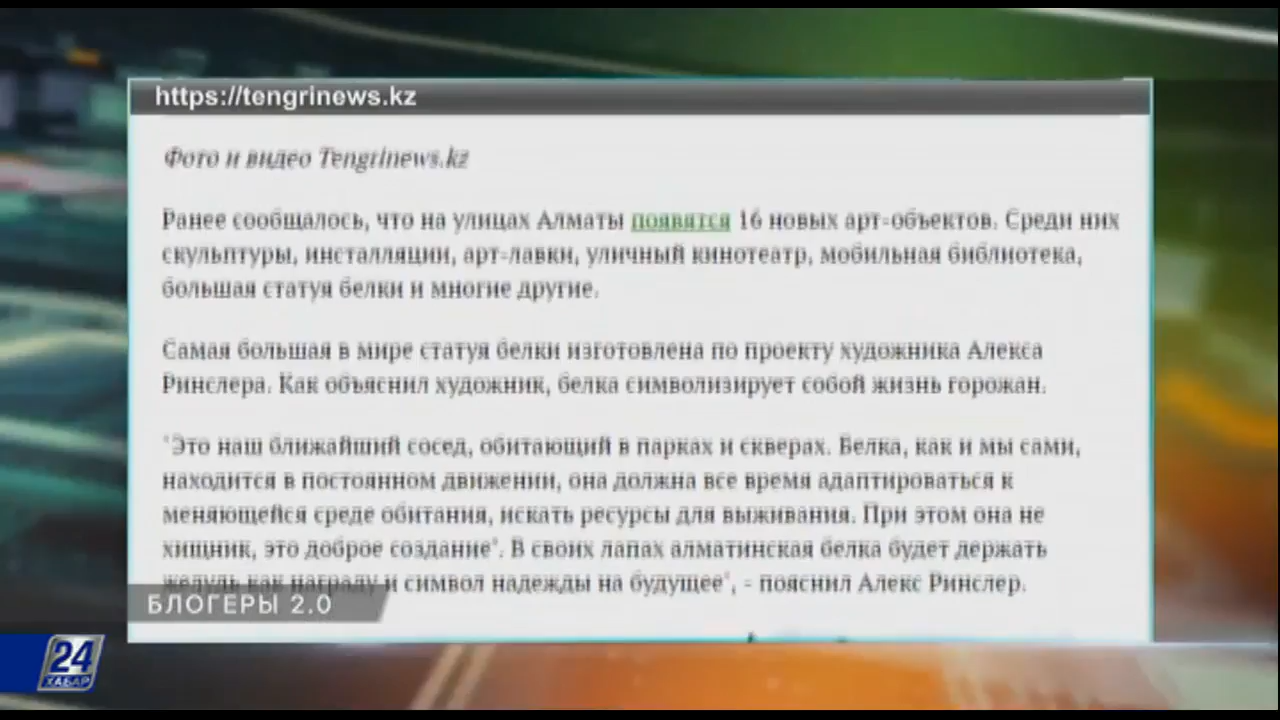 https://tengrinews.kz
Фото и видео Tengrinews.kz
Ранее сообщалось, что на улицах Алматы появятся 16 новых арт-объектов. Среди них
скульптуры, инсталляции, арт-лавки, уличный кинотеатр, мобильная библиотека,
большая статуя белки и многие другие.
Самая большая в мире статуя белки изготовлена по проекту художника Алекса
Ринслера. Как объяснил художник, белка символизирует собой жизнь горожан.
"Это наш ближайший сосед, обитающий в парках и скверах. Белка, как и мы сами,
находится в постоянном движении, она должна все время адаптироваться к
меняющейся среде обитания, искать ресурсы для выживания. При этом она не
хищник, это доброе создание". В своих лапах алматинская белка будет держать
желудь как награду и символ надежды на будущее", - пояснил Алекс Ринслер.
БЛОГЕРЫ 2.0
24
ХАБАР